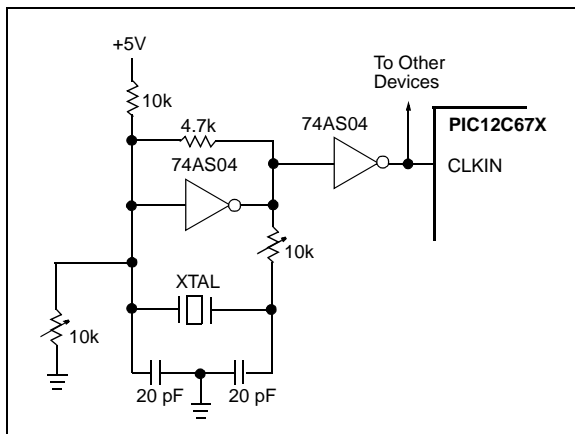 +5V
To Other
Devices
10k
4.7k
74AS04
PIC12C67X
74AS04
CLKIN
10k
XTAL
10k
20 pF
20 pF